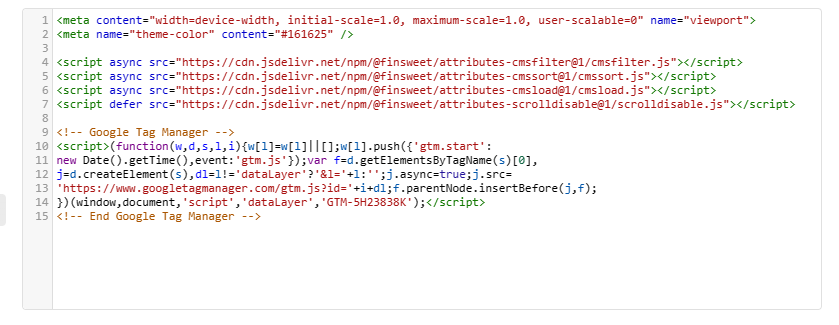 1 <meta content="width=device-width, initial-scale=1.0, maximum-scale=1.0, user-scalable=0" name="viewport">
2 <meta name="theme-color" content="#161625" />
3
4 <script async src="https://cdn.jsdelivr.net/npm/@finsweet/attributes-cmsfilter@1/cmsfilter.js"></script>
5 <script async src="https://cdn.jsdelivr.net/npm/@finsweet/attributes-cmssort@1/cmssort.js"></script>
6 <script async src="https://cdn.jsdelivr.net/npm/@finsweet/attributes-cmsload@1/cmsload.js"></script>
7 <script defer src="https://cdn.jsdelivr.net/npm/@finsweet/attributes-scrolldisable@1/scrolldisable.js"></script>
8
9 <!-- Google Tag Manager -->
10 <script>(function(w,d,s,l,i){w[l]=w[l]||[];w[l].push({'gtm.start':
11 new Date().getTime(),event:'gtm.js'});var f=d.getElementsByTagName(s)[0],
12 j=d.createElement(s),dl=l!='dataLayer'?'&l='+l:'';j.async=true;j.src=
13 'https://www.googletagmanager.com/gtm.js?id='+i+dl;f.parentNode.insertBefore(j,f);
14 })(window,document,'script','dataLayer','GTM-5H23838K');</script>
15 <!-- End Google Tag Manager -->